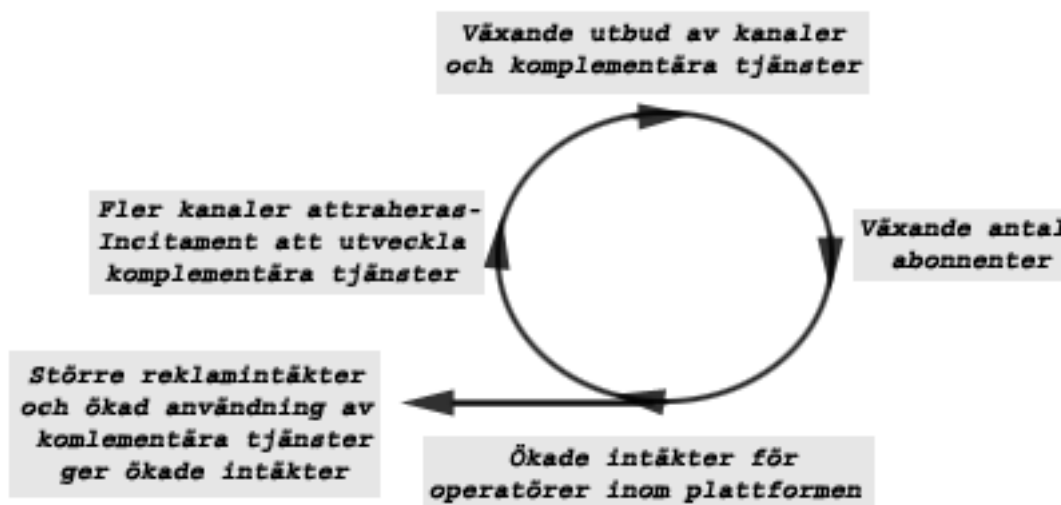 Växande utbud av kanaler
och komplementära tjänster
Fler kanaler attraheras-
Incitament att utveckla
komplementära tjänster
Växande antal
abonnenter
Större reklamintäkter
och ökad användning av
komlementära tjänster
ger ökade intäkter
Ökade intäkter för
operatörer inom plattformen